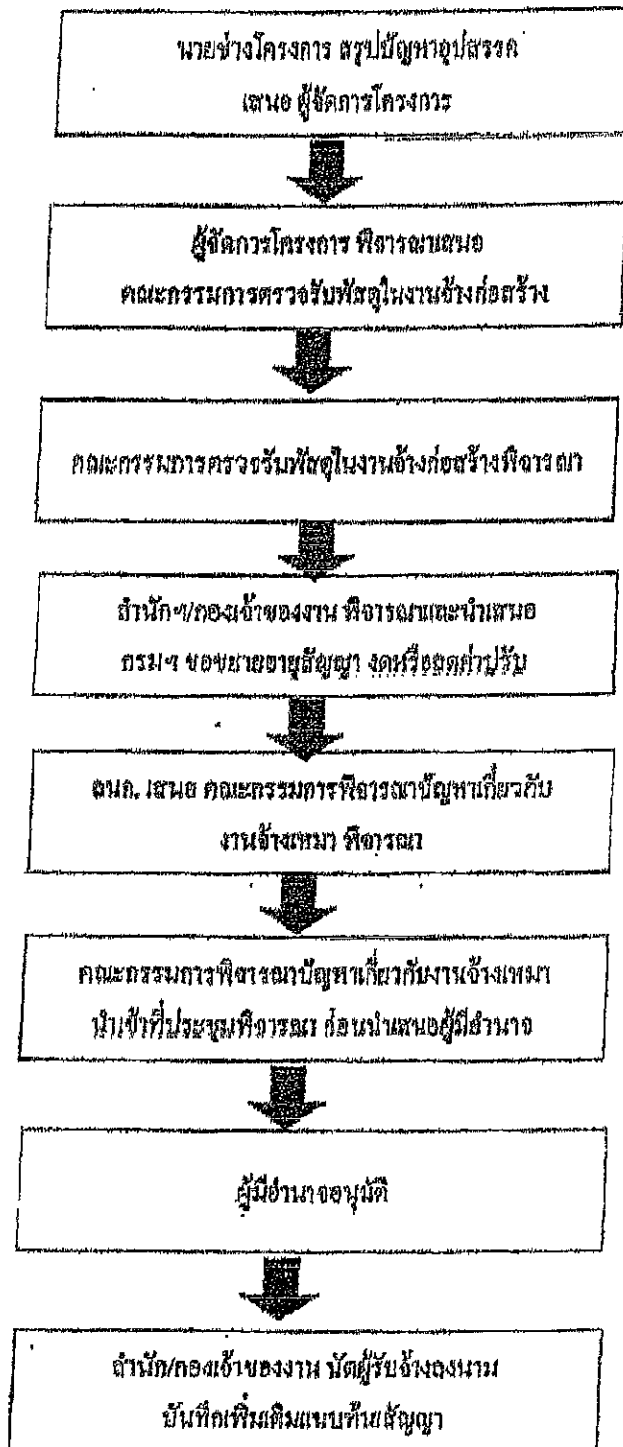 นายช่างโครงการ สรุปปัญหาอุปสรรค
เสนอ ผู้จัดการโครงการ
ผู้จัดการโครงการ พิจารณาเสนอ
คณะกรรมการตรวจรับพัสดุในงานจ้างก่อสร้าง
คณะกรรมการตรวจรับพัสดุในงานจ้างก่อสร้างพิจารณา
สำนักฯ/กองเจ้าของงาน พิจารณาและนำเสนอ
กรมฯ ขอขยายอายุสัญญา งดหรือลดค่าปรับ
เสนอ คณะกรรมการพิจารณาปัญหาเกี่ยวกับ
งานจ้างเหมา พิจารณา
คณะกรรมการพิจารณาปัญหาเกี่ยวกับงานจ้างเหมา
นำเข้าที่ประชุมพิจารณา ก่อนนำเสนอผู้มีอำนาจ
ผู้มีอำนาจอนุมัติ
สำนัก/กองเจ้าของงาน นัดผู้รับจ้างลงนาม
บันทึกเพิ่มเติมแนบท้ายสัญญา